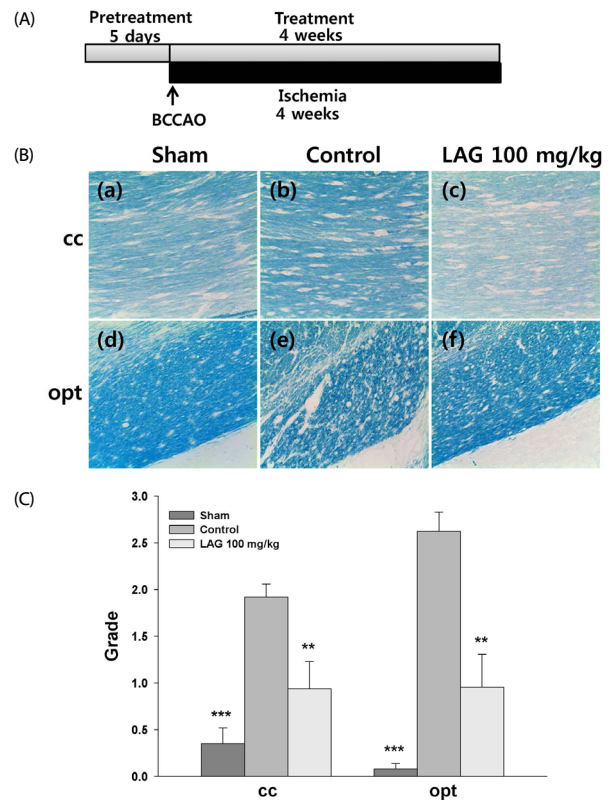 (A)
Pretreatment
5 days
Treatment
4 weeks
BCCAO
Ischemia
4 weeks
(B)
Sham Control LAG 100 mg/kg
cc
(a) (b) (c)
opt
(d) (e) (f)
(C)
3.0
2.5
2.0
1.5
1.0
0.5
0.0
Grade
Sham
Control
LAG 100 mg/kg
*** ** *** **
cc opt